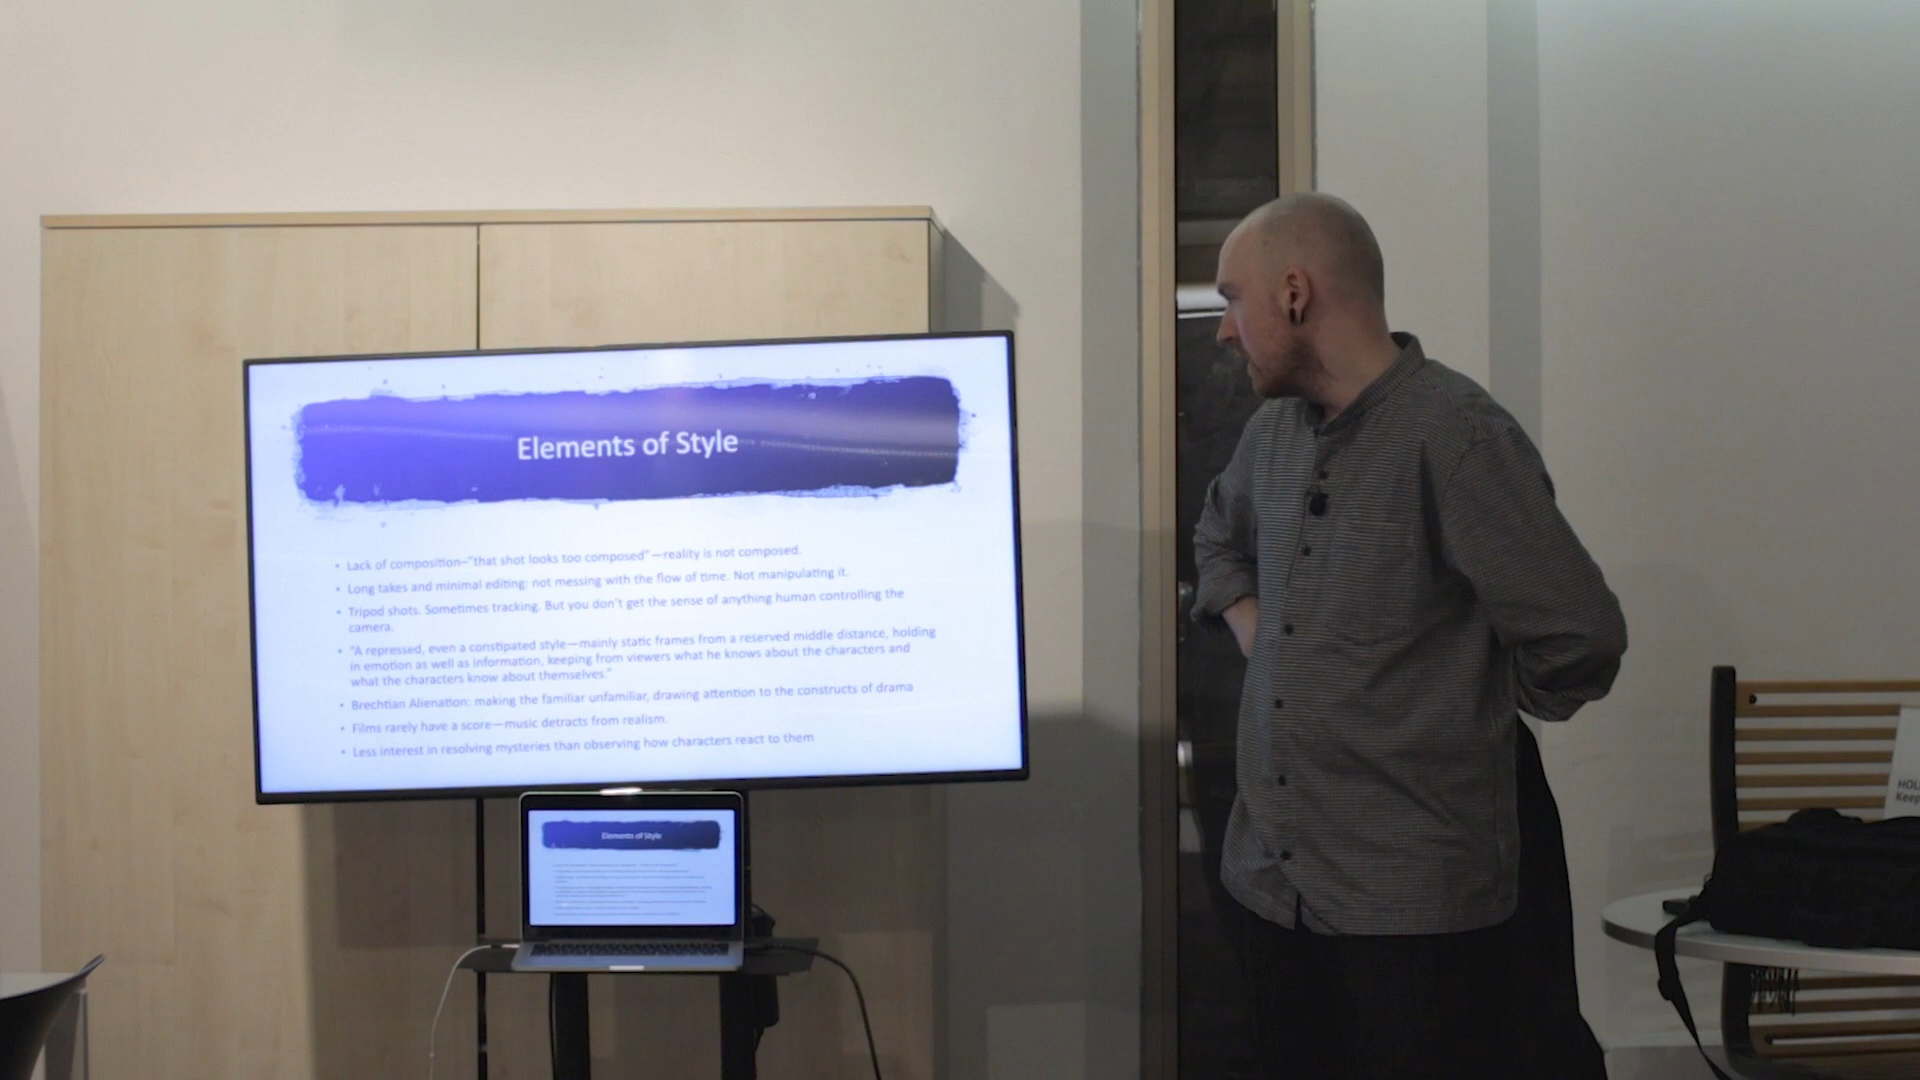 Elements of Style
• Lack of composition–"that shot looks too composed"—reality is not composed.
• Long takes and minimal editing: not messing with the flow of time. Not manipulating it.
• Tripod shots. Sometimes tracking. But you don't get the sense of anything human controlling the
camera.
• "A repressed, even a constipated style—mainly static frames from a reserved middle distance, holding
in emotion as well as information, keeping from viewers what he knows about the characters and
what the characters know about themselves."
• Brechtian Alienation: making the familiar unfamiliar, drawing attention to the constructs of drama
• Films rarely have a score—music detracts from realism.
• Less interest in resolving mysteries than observing how characters react to them
Elements of Style
Keep